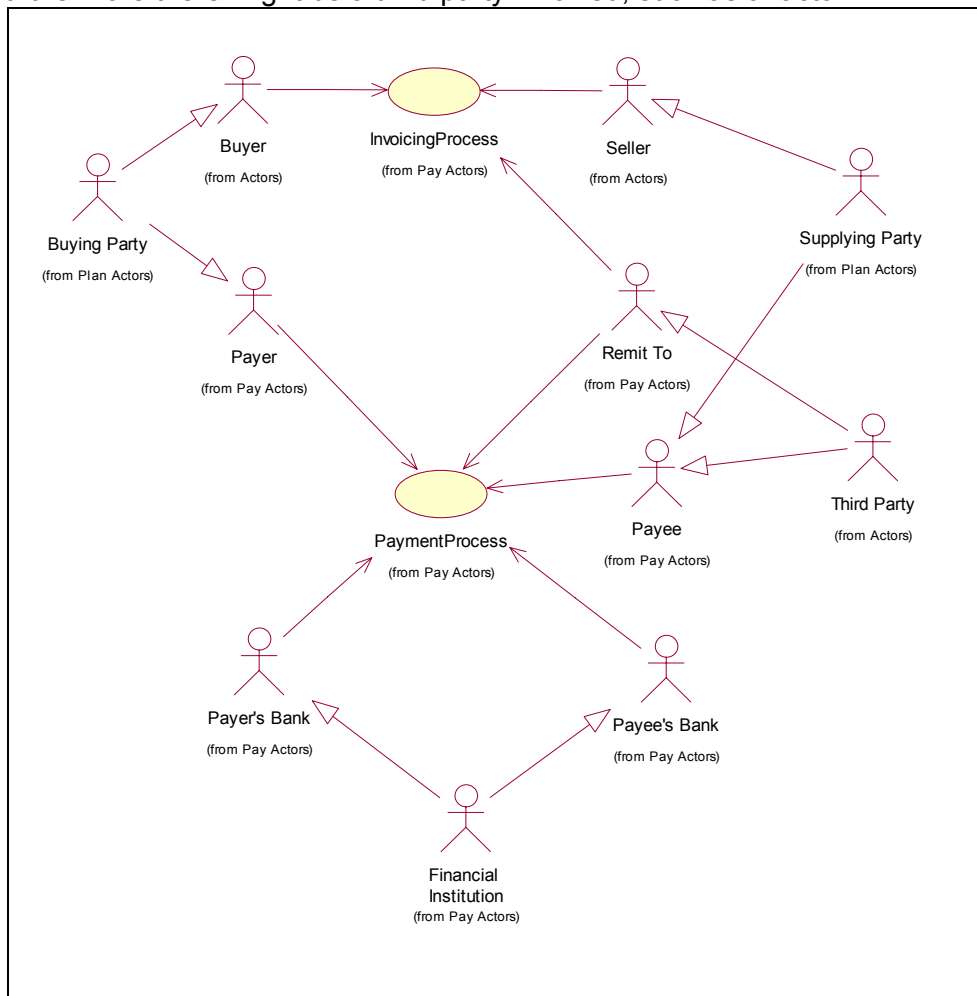 Buyer
(from Actors)
InvoicingProcess
(from Pay Actors)
Seller
(from Actors)
Buying Party
(from Plan Actors)
Supplying Party
(from Plan Actors)
Payer
(from Pay Actors)
Remit To
(from Pay Actors)
Third Party
(from Actors)
Payee
(from Pay Actors)
PaymentProcess
(from Pay Actors)
Payer's Bank
(from Pay Actors)
Payee's Bank
(from Pay Actors)
Financial
Institution
(from Pay Actors)